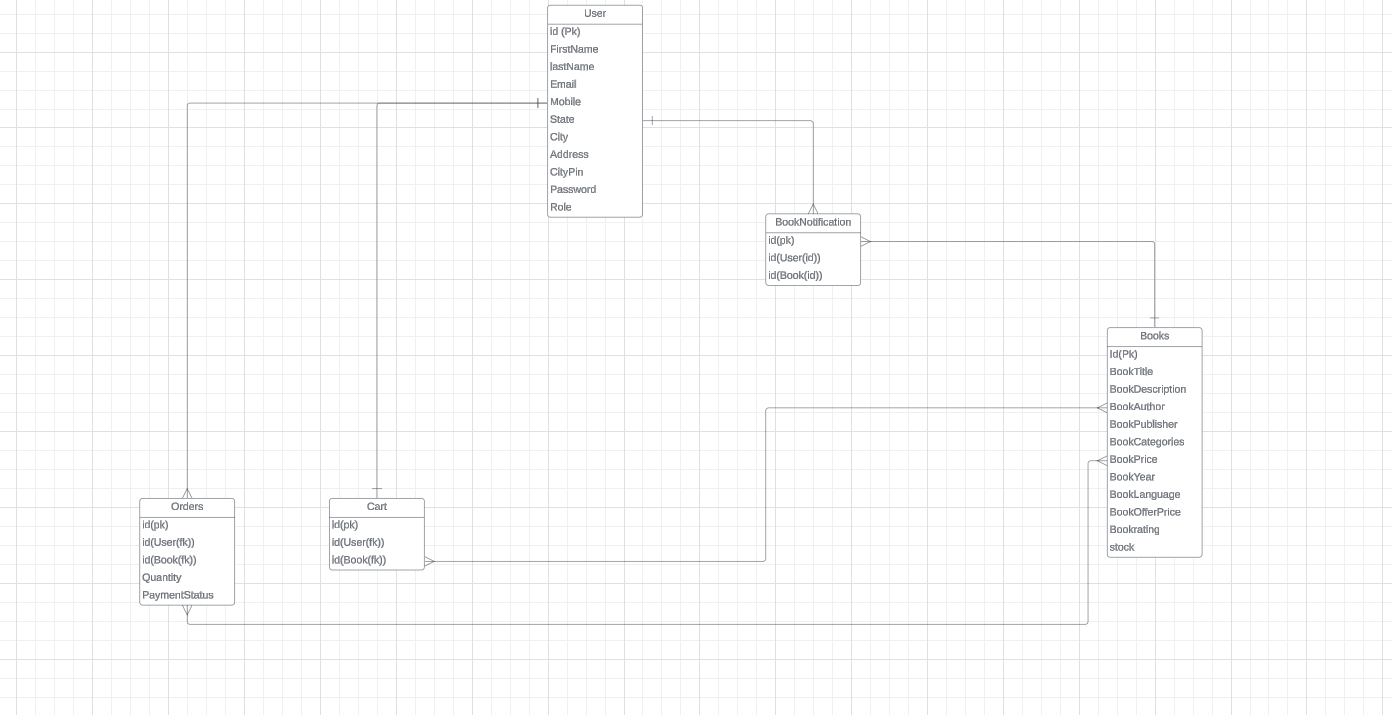 User
id (Pk)
FirstName
lastName
Email
Mobile
State
City
Address
CityPin
Password
Role
BookNotification
id(pk)
id(User(id))
id(Book(id))
Books
Id(Pk)
BookTitle
BookDescription
BookAuthor
BookPublisher
BookCategories
BookPrice
BookYear
BookLanguage
BookOfferPrice
Bookrating
stock
Orders
id(pk)
id(User(fk))
id(Book(fk))
Quantity
PaymentStatus
Cart
id(pk)
id(User(fk))
id(Book(fk))